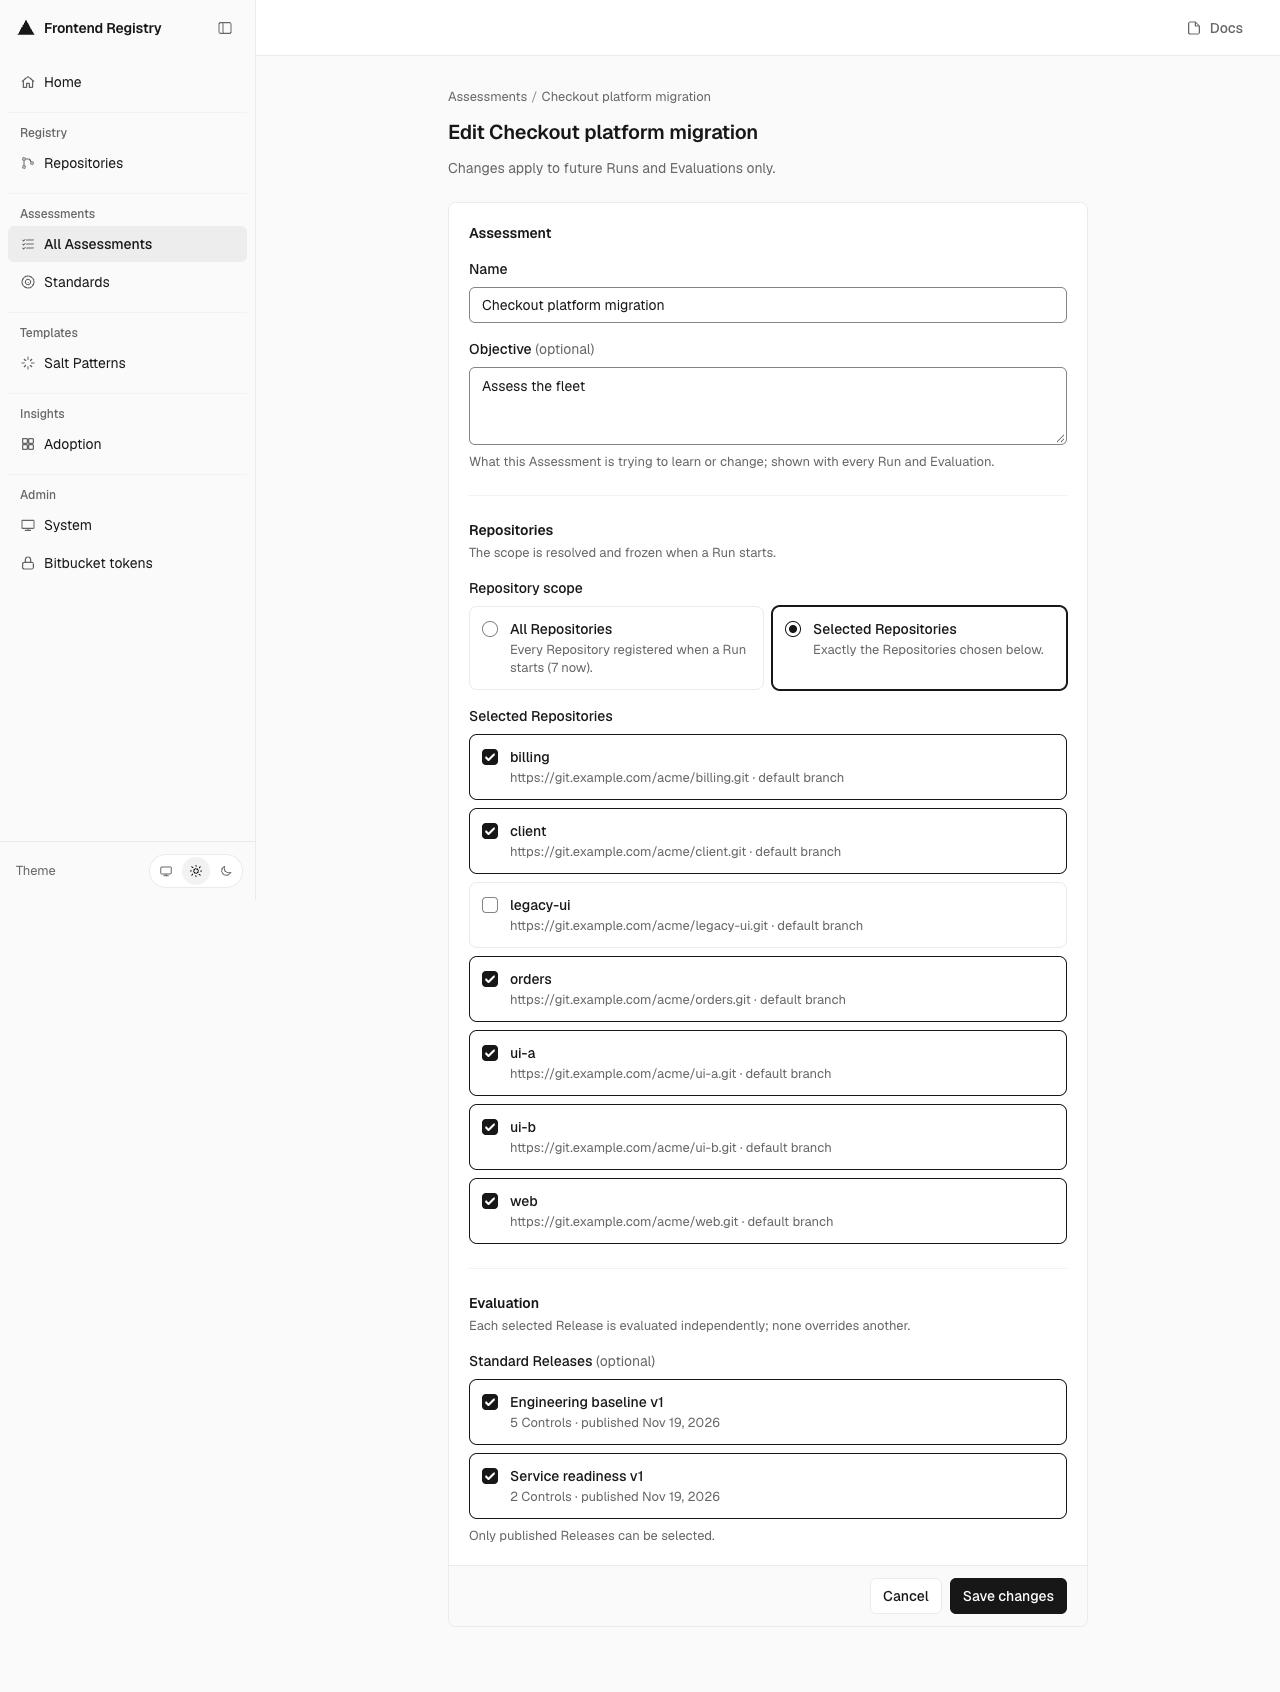 Frontend Registry
Docs
Home
Registry
Repositories
Assessments
All Assessments
Standards
Templates
Salt Patterns
Insights
Adoption
Admin
System
Bitbucket tokens
Theme
Assessments / Checkout platform migration
Edit Checkout platform migration
Changes apply to future Runs and Evaluations only.
Assessment
Name
Checkout platform migration
Objective (optional)
Assess the fleet
What this Assessment is trying to learn or change; shown with every Run and Evaluation.
Repositories
The scope is resolved and frozen when a Run starts.
Repository scope
All Repositories
Every Repository registered when a Run
starts (7 now).
Selected Repositories
Exactly the Repositories chosen below.
Selected Repositories
billing
https://git.example.com/acme/billing.git · default branch
client
https://git.example.com/acme/client.git · default branch
legacy-ui
https://git.example.com/acme/legacy-ui.git · default branch
orders
https://git.example.com/acme/orders.git · default branch
ui-a
https://git.example.com/acme/ui-a.git · default branch
ui-b
https://git.example.com/acme/ui-b.git · default branch
web
https://git.example.com/acme/web.git · default branch
Evaluation
Each selected Release is evaluated independently; none overrides another.
Standard Releases (optional)
Engineering baseline v1
5 Controls · published Nov 19, 2026
Service readiness v1
2 Controls · published Nov 19, 2026
Only published Releases can be selected.
Cancel
Save changes